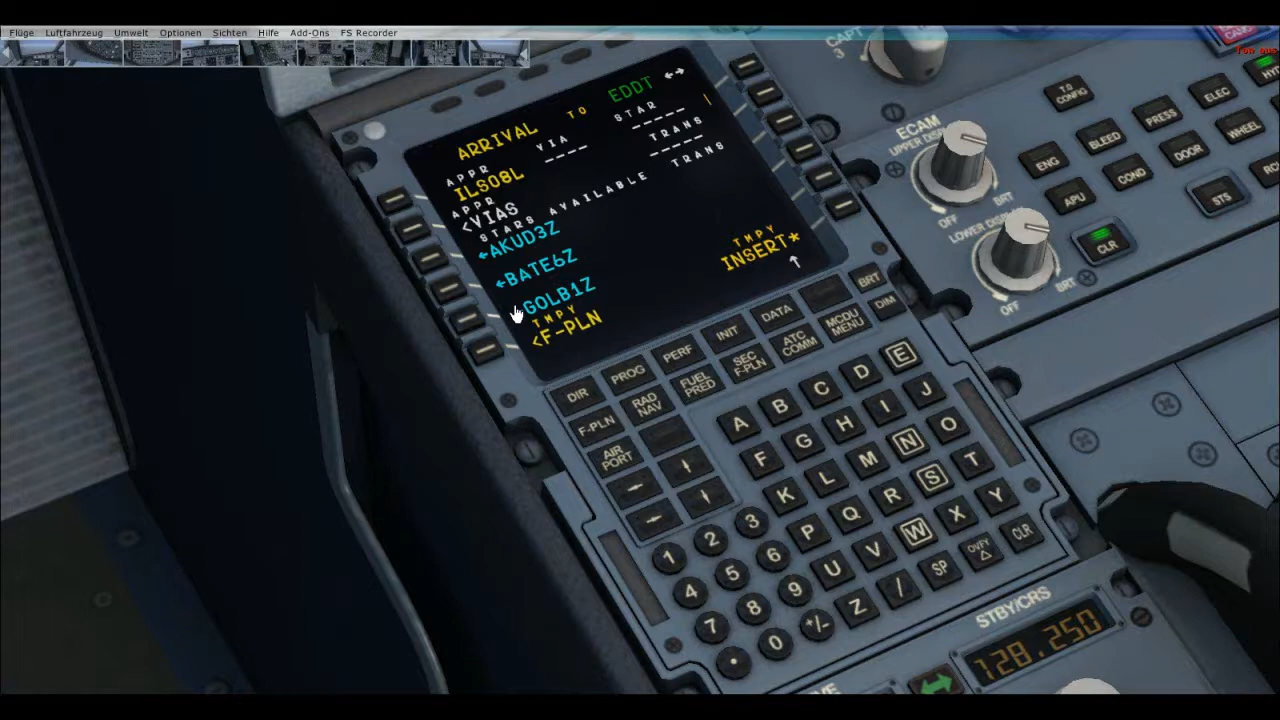 Flüge Luftfahrzeug Umwelt Optionen Sichten Hilfe Add-Ons FS Recorder
ARRIVAL TO EDDT
APPR VIA STAR
ILS08L ---- -----
APPR TRANS
<VIAS -----
STARS AVAILABLE TRANS
←AKUD3Z
←BATE6Z
GOLB1Z
TMPY TMPY
<F-PLN INSERT*
DIR PROG PERF INIT DATA BRT
F-PLN RAD NAV FUEL PRED SEC F-PLN ATC COMM MCDU MENU DIM
AIR PORT
A B C D E
F G H I J
K L M N O
P Q R S T
U V W X Y
Z / SP OVFY △ CLR
1 2 3
4 5 6
7 8 9
. 0 +/-
CAPT 3
ECAM
UPPER
OFF BRT
LOWER DISPLAY
OFF BRT
T.O CONFIG
ENG BLEED PRESS ELEC
APU COND DOOR WHEEL
CLR STS
STBY/CRS
128.250